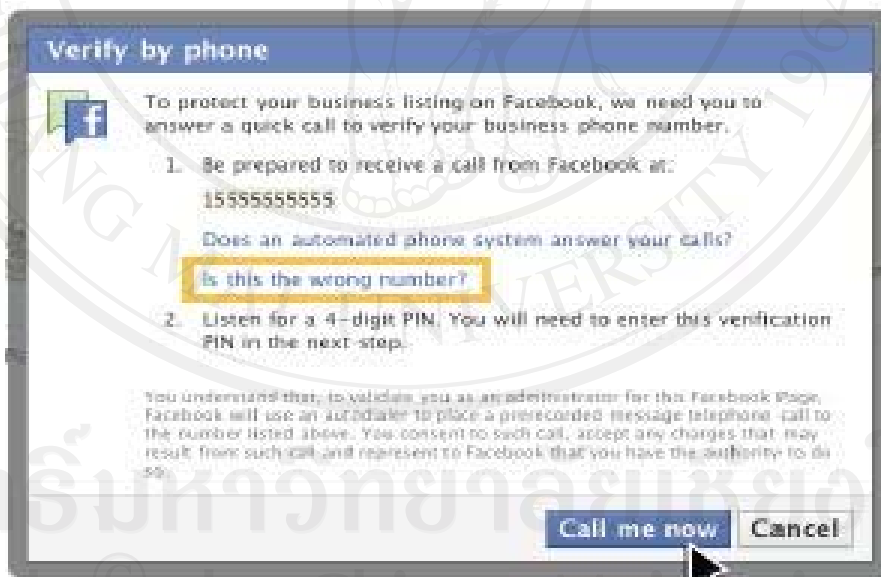 Verify by phone
To protect your business listing on Facebook, we need you to
answer a quick call to verify your business phone number.
1. Be prepared to receive a call from Facebook at:
15555555555
Does an automated phone system answer your calls?
Is this the wrong number?
2. Listen for a 4-digit PIN. You will need to enter this verification
PIN in the next step.
You understand that, to validate you as an administrator for this Facebook Page,
Facebook will use an autodialer to place a prerecorded message telephone call to
the number listed above. You consent to such call, accept any charges that may
result from such call and represent to Facebook that you have the authority to do
so.
Call me now Cancel